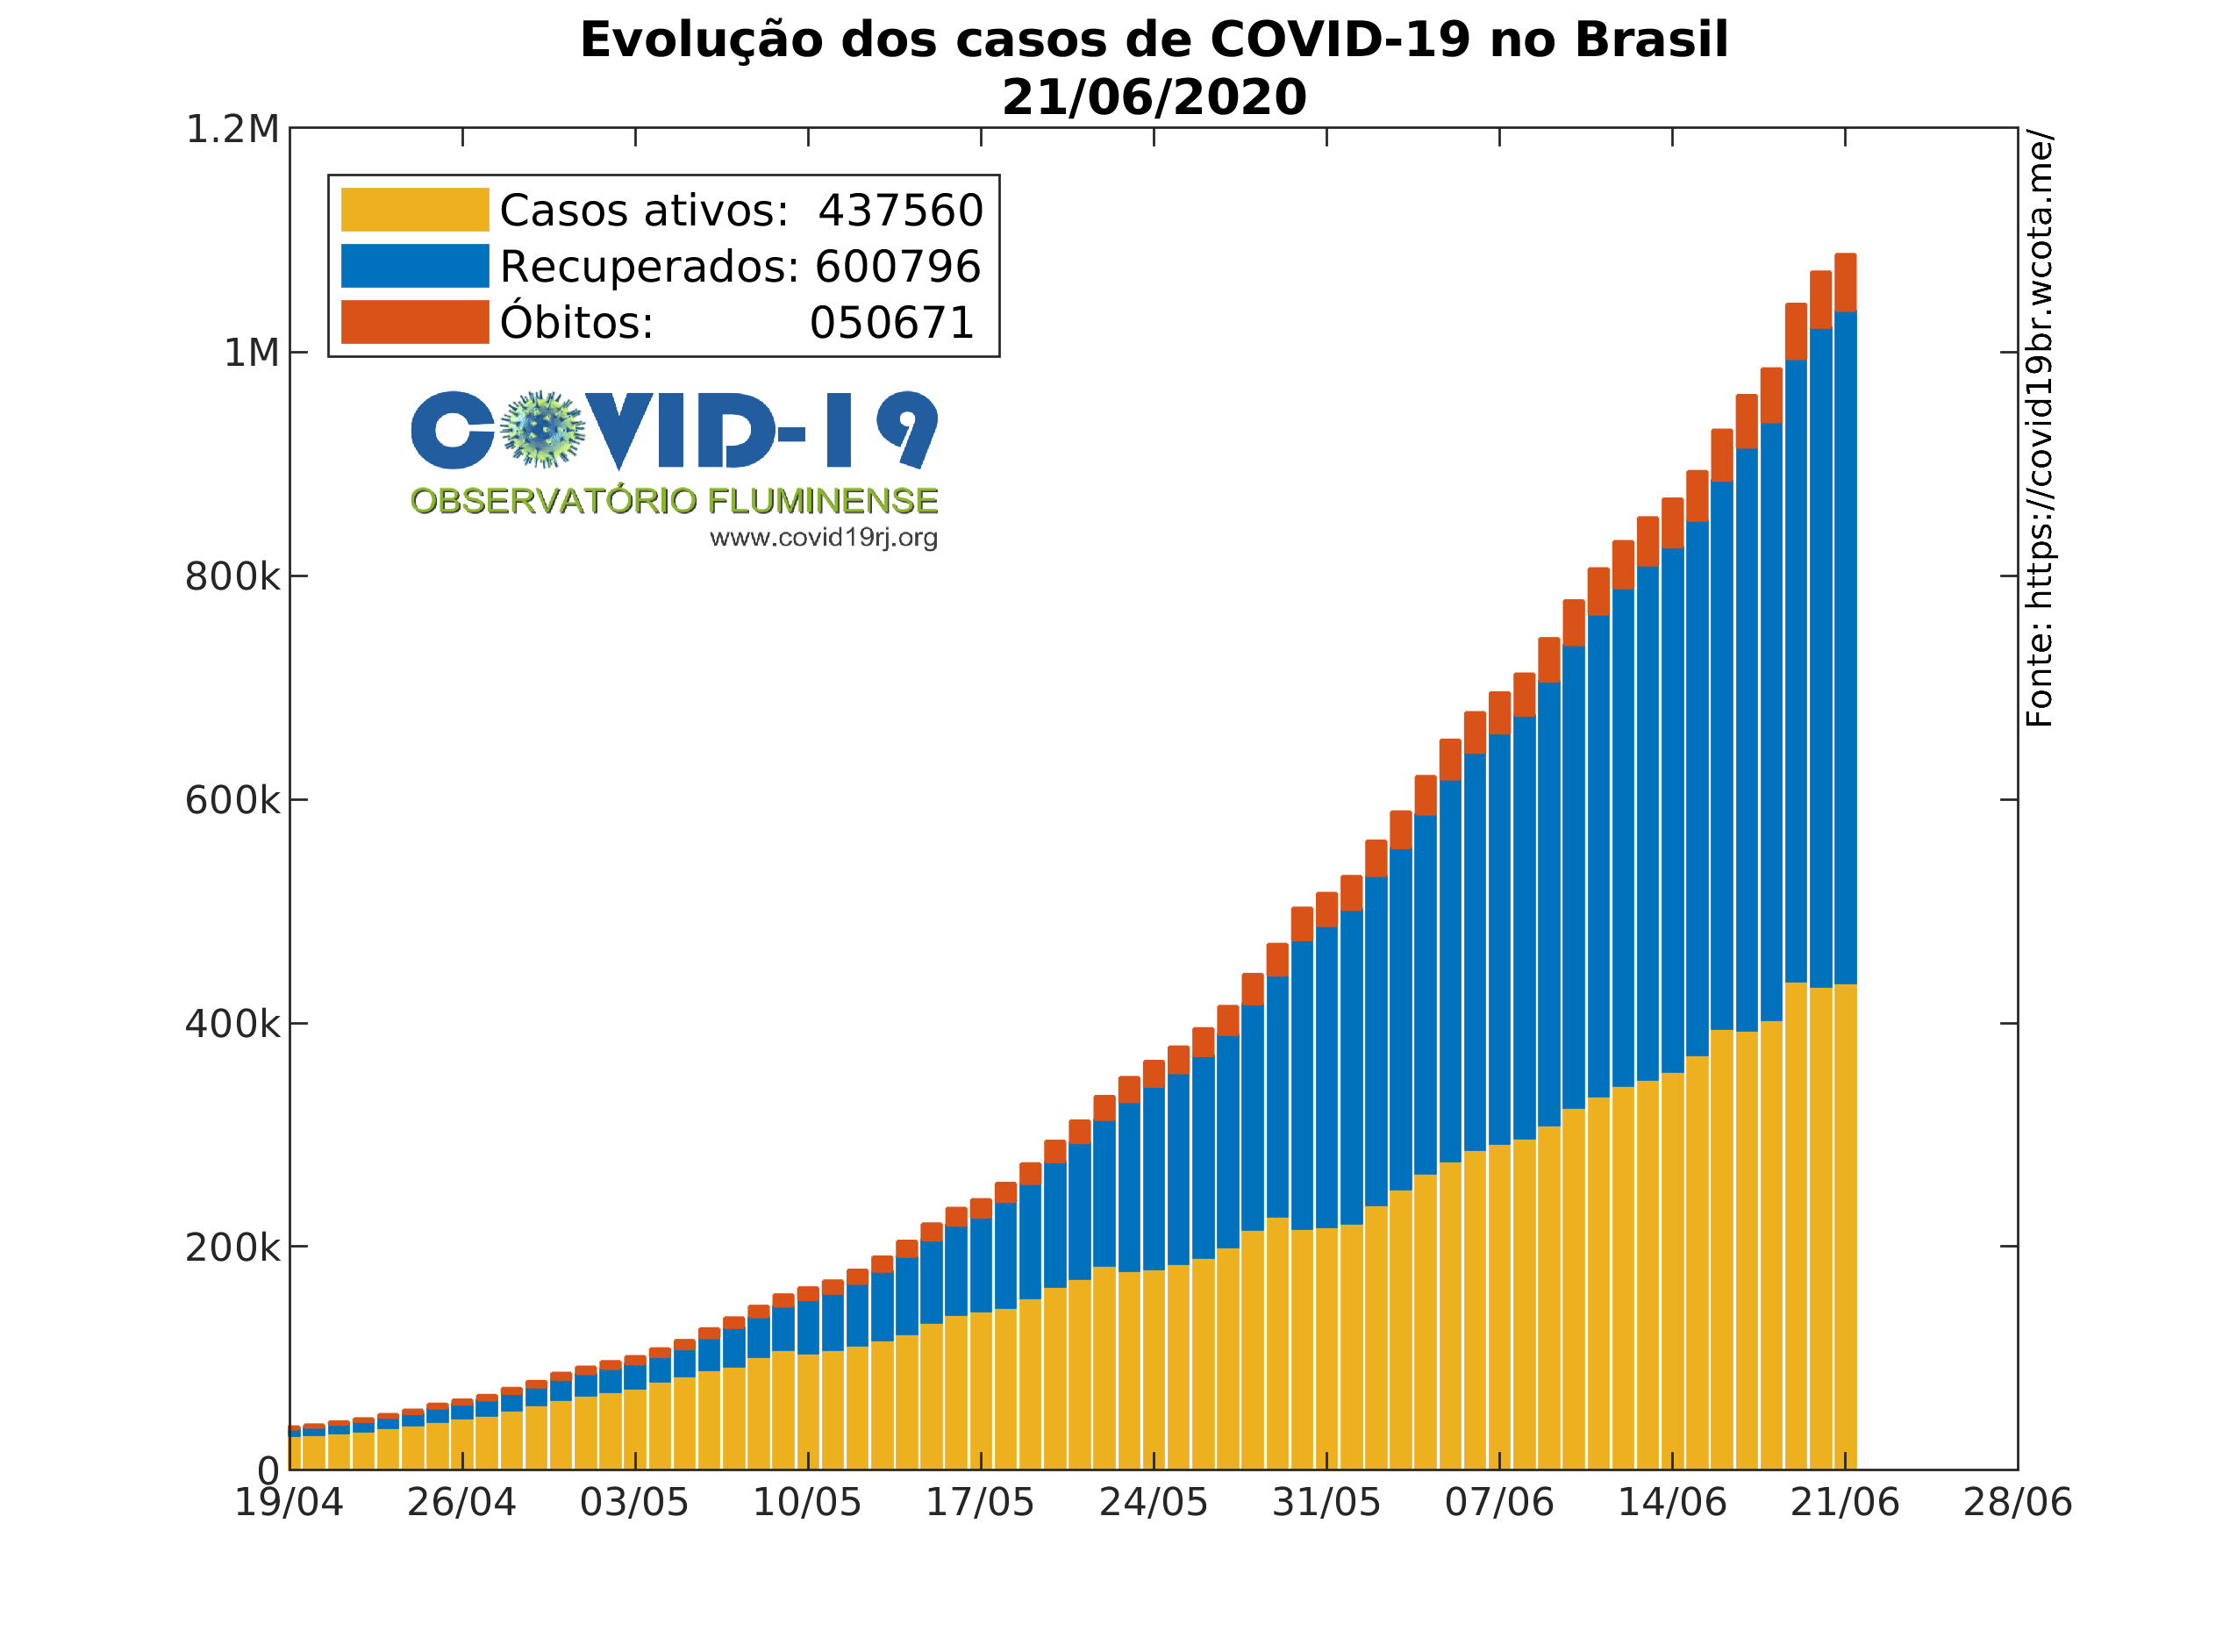 Evolução dos casos de COVID-19 no Brasil
21/06/2020
1.2M
1M
800k
600k
400k
200k
0
Casos ativos: 437560
Recuperados: 600796
Óbitos: 050671
COVID-19
OBSERVATÓRIO FLUMINENSE
www.covid19rj.org
Fonte: https://covid19br.wcota.me/
19/04 26/04 03/05 10/05 17/05 24/05 31/05 07/06 14/06 21/06 28/06